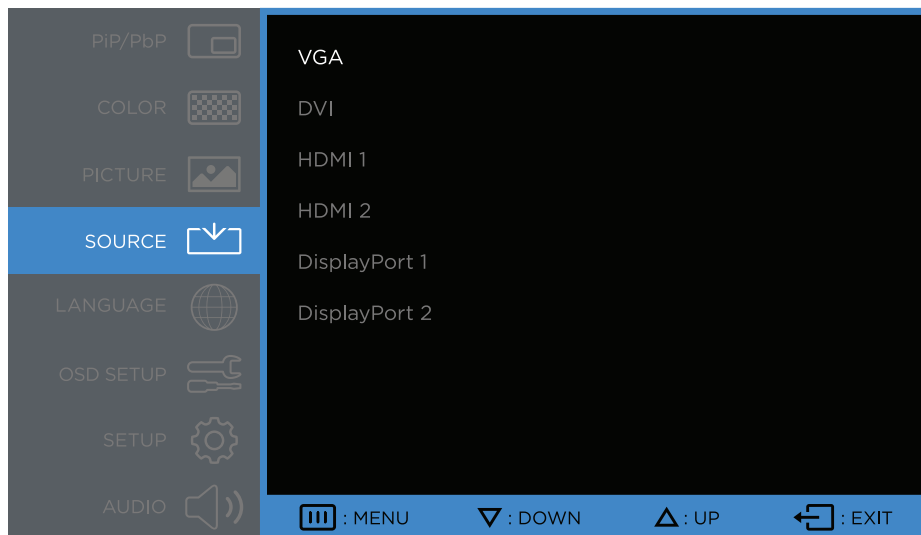 PiP/PbP
COLOR
PICTURE
SOURCE
LANGUAGE
OSD SETUP
SETUP
AUDIO
VGA
DVI
HDMI 1
HDMI 2
DisplayPort 1
DisplayPort 2
: MENU : DOWN : UP : EXIT